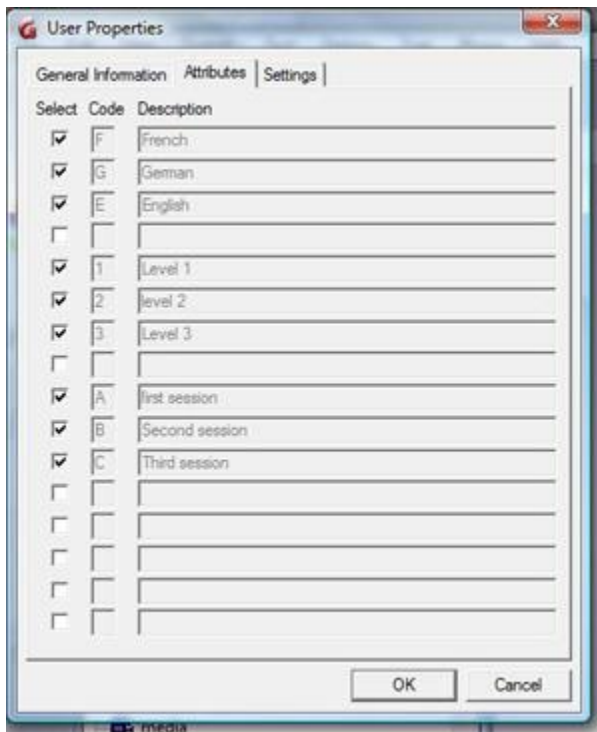 User Properties
General Information Attributes Settings
Select Code Description
F French
G German
E English
1 Level 1
2 level 2
3 Level 3
A first session
B Second session
C Third session
OK Cancel
media